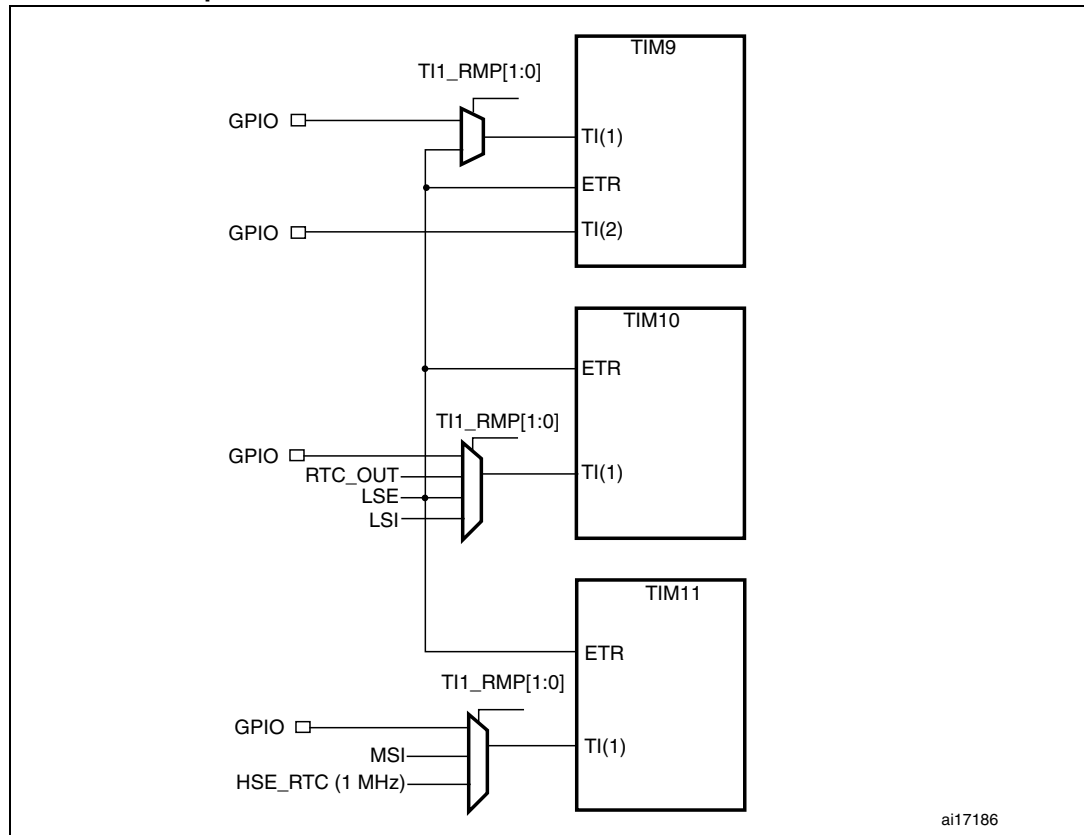 TIM9
TI1_RMP[1:0]
GPIO
TI(1)
ETR
GPIO
TI(2)
TIM10
ETR
TI1_RMP[1:0]
GPIO
RTC_OUT
TI(1)
LSE
LSI
TIM11
ETR
TI1_RMP[1:0]
GPIO
TI(1)
MSI
HSE_RTC (1 MHz)
ai17186